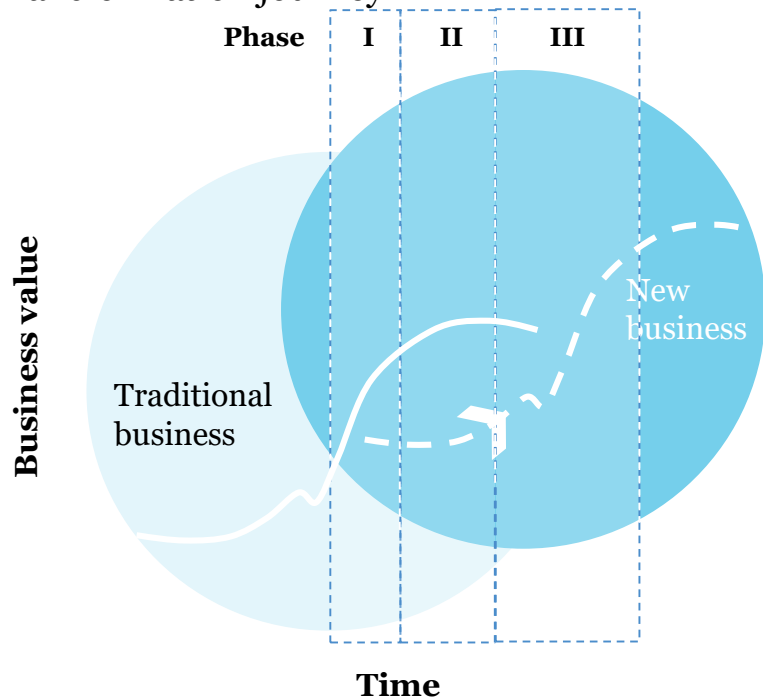 Phase I II III
New
business
Traditional
business
Business value
Time